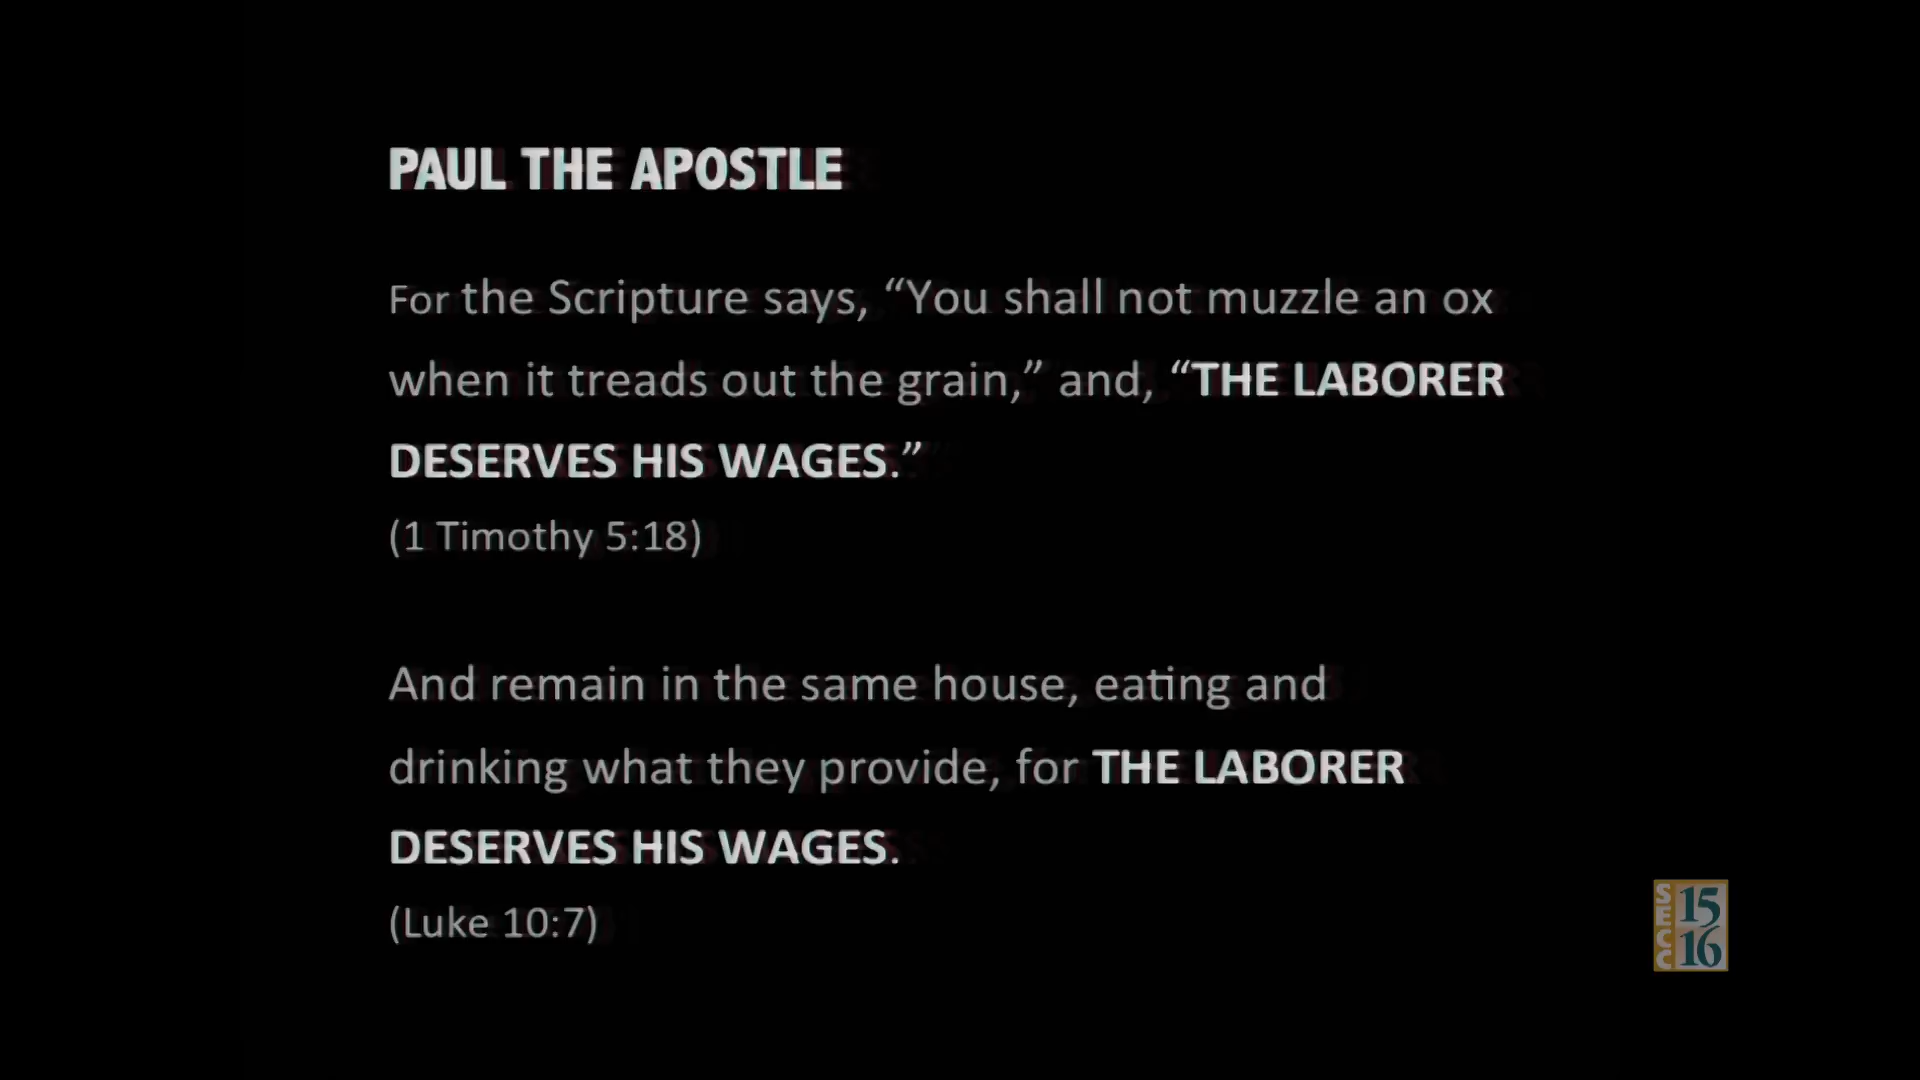 PAUL THE APOSTLE
For the Scripture says, “You shall not muzzle an ox
when it treads out the grain,” and, “THE LABORER
DESERVES HIS WAGES.”
(1 Timothy 5:18)
And remain in the same house, eating and
drinking what they provide, for THE LABORER
DESERVES HIS WAGES.
(Luke 10:7)
SECC
15
16